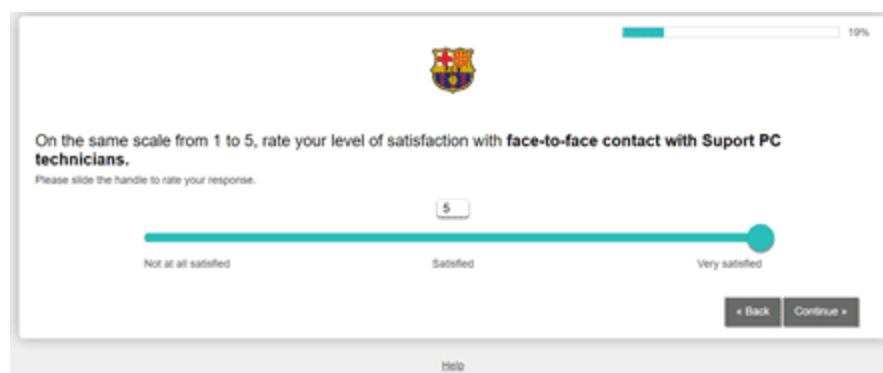 19%
On the same scale from 1 to 5, rate your level of satisfaction with face-to-face contact with Suport PC
technicians.
Please slide the handle to rate your response.
5
Not at all satisfied Satisfied Very satisfied
« Back Continue »
Help